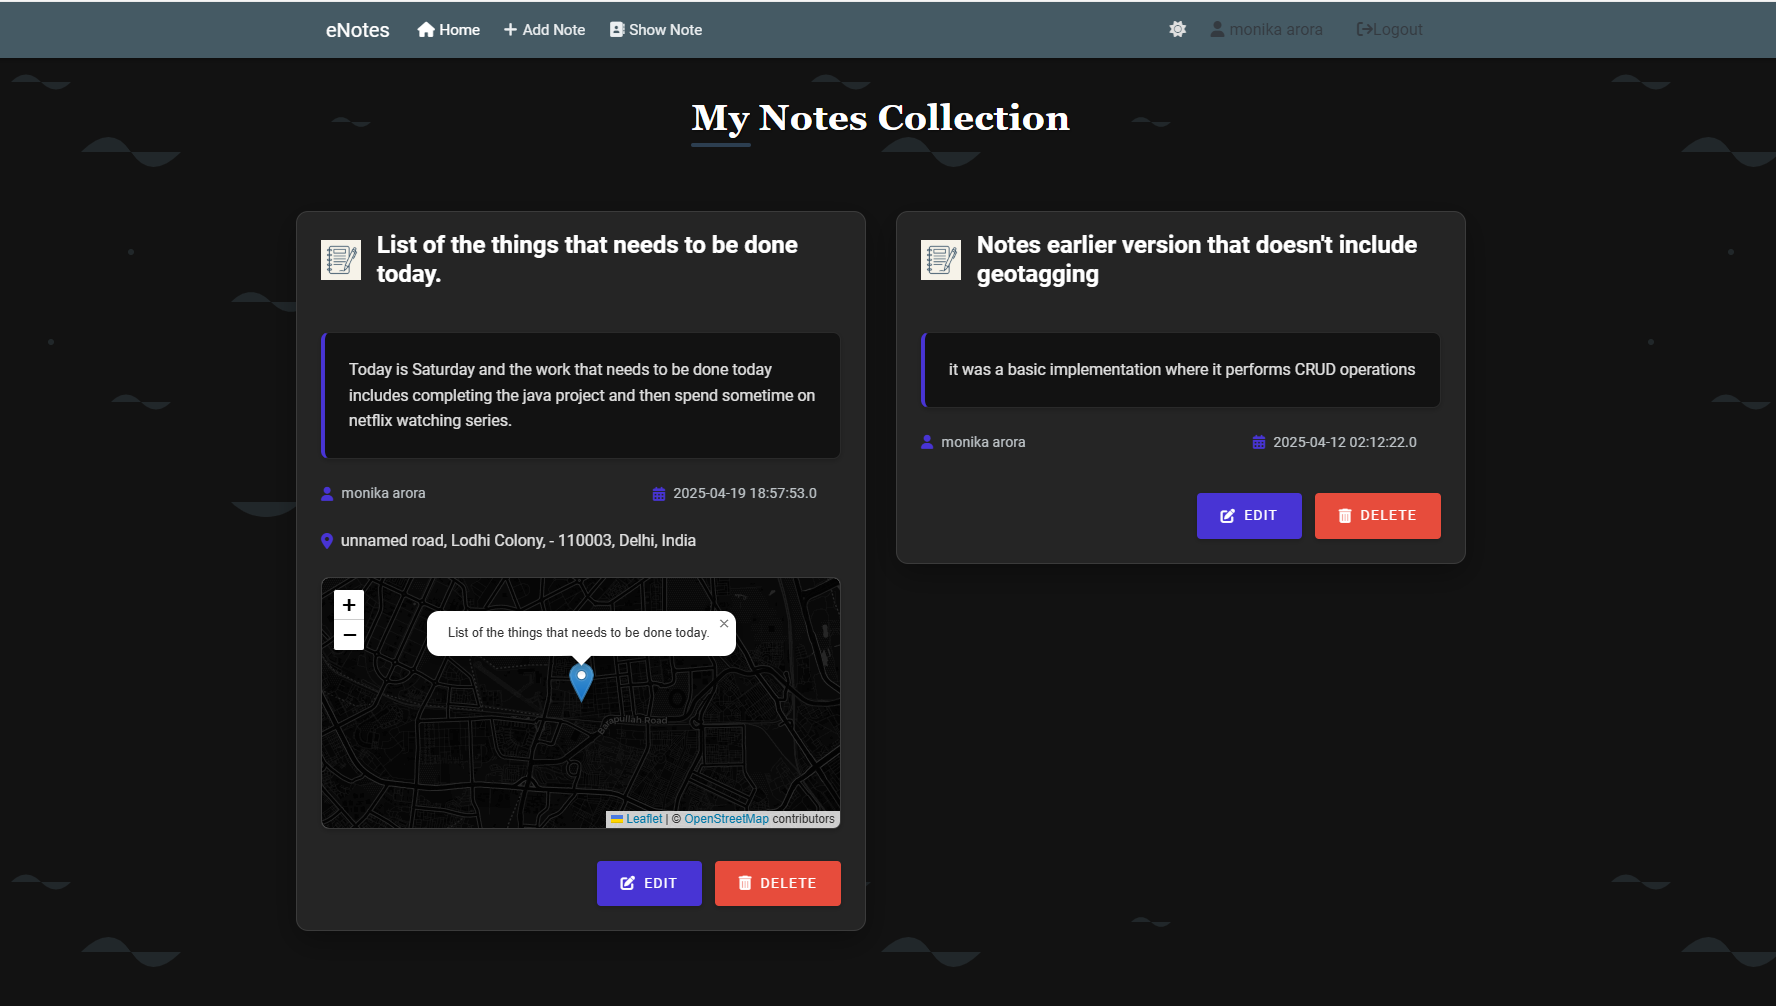 eNotes Home Add Note Show Note monika arora Logout
My Notes Collection
List of the things that needs to be done
today.
Today is Saturday and the work that needs to be done today
includes completing the java project and then spend sometime on
netflix watching series.
monika arora 2025-04-19 18:57:53.0
unnamed road, Lodhi Colony, - 110003, Delhi, India
+
−
List of the things that needs to be done today. ×
Barapullah Road
Leaflet | © OpenStreetMap contributors
EDIT DELETE
Notes earlier version that doesn't include
geotagging
it was a basic implementation where it performs CRUD operations
monika arora 2025-04-12 02:12:22.0
EDIT DELETE